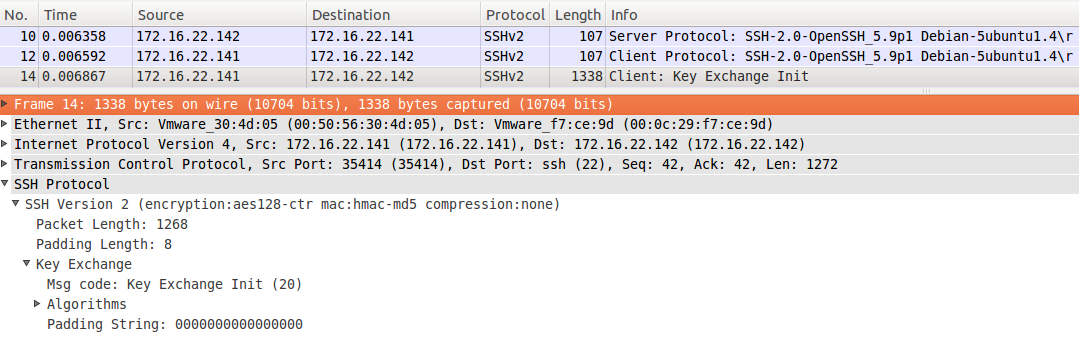 No. Time Source Destination Protocol Length Info
10 0.006358 172.16.22.142 172.16.22.141 SSHv2 107 Server Protocol: SSH-2.0-OpenSSH_5.9p1 Debian-5ubuntu1.4\r
12 0.006592 172.16.22.141 172.16.22.142 SSHv2 107 Client Protocol: SSH-2.0-OpenSSH_5.9p1 Debian-5ubuntu1.4\r
14 0.006867 172.16.22.141 172.16.22.142 SSHv2 1338 Client: Key Exchange Init
Frame 14: 1338 bytes on wire (10704 bits), 1338 bytes captured (10704 bits)
Ethernet II, Src: Vmware_30:4d:05 (00:50:56:30:4d:05), Dst: Vmware_f7:ce:9d (00:0c:29:f7:ce:9d)
Internet Protocol Version 4, Src: 172.16.22.141 (172.16.22.141), Dst: 172.16.22.142 (172.16.22.142)
Transmission Control Protocol, Src Port: 35414 (35414), Dst Port: ssh (22), Seq: 42, Ack: 42, Len: 1272
SSH Protocol
SSH Version 2 (encryption:aes128-ctr mac:hmac-md5 compression:none)
Packet Length: 1268
Padding Length: 8
Key Exchange
Msg code: Key Exchange Init (20)
Algorithms
Padding String: 0000000000000000